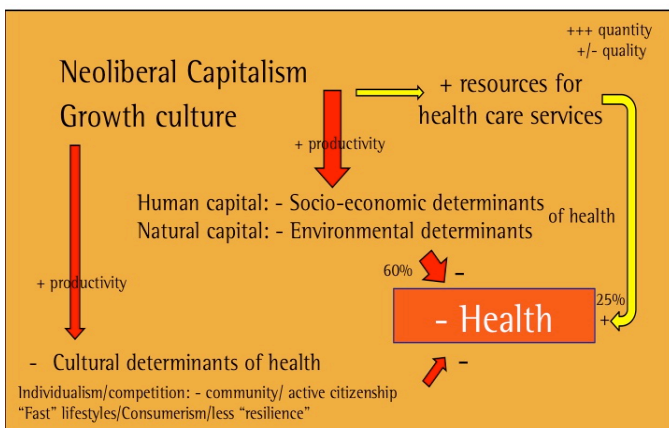 +++ quantity
+/- quality
Neoliberal Capitalism
Growth culture
+ resources for
health care services
+ productivity
Human capital: - Socio-economic determinants
Natural capital: - Environmental determinants
of health
60%
-
+ productivity
- Health
25%
+
- Cultural determinants of health
-
Individualism/competition: - community/ active citizenship
“Fast” lifestyles/Consumerism/less “resilience”